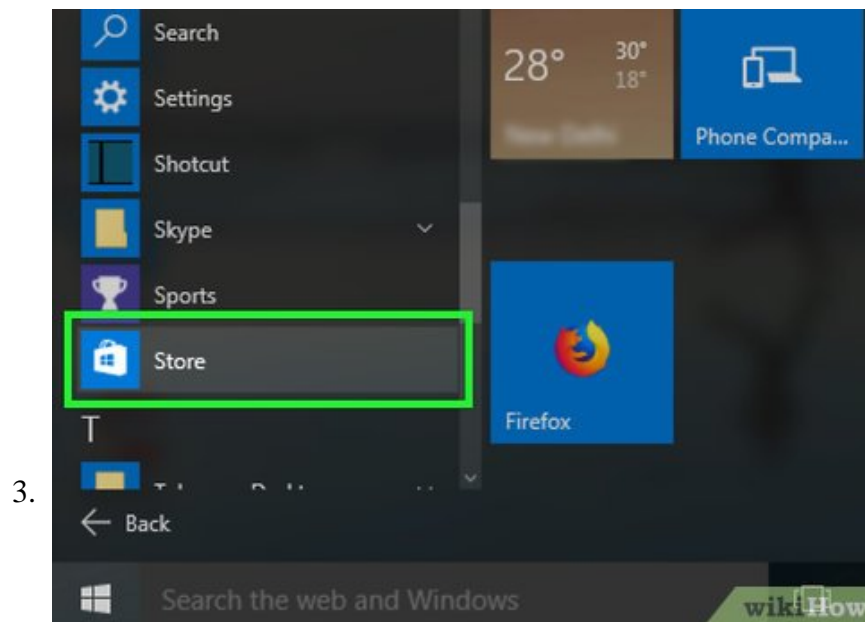 Search
Settings
Shotcut
Skype
Sports
Store
T
Back
Search the web and Windows
28°
30°
18°
Phone Compa...
Firefox
3.
wikiHow